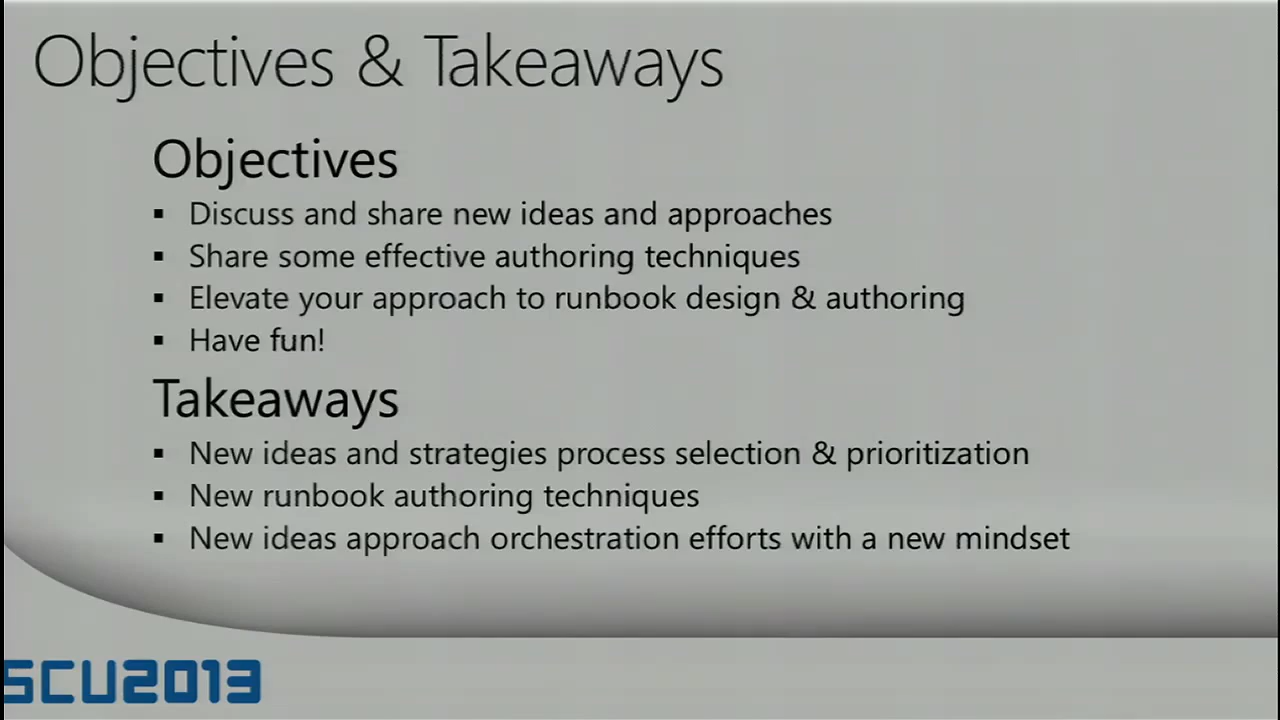 Objectives & Takeaways
Objectives
▪ Discuss and share new ideas and approaches
▪ Share some effective authoring techniques
▪ Elevate your approach to runbook design & authoring
▪ Have fun!
Takeaways
▪ New ideas and strategies process selection & prioritization
▪ New runbook authoring techniques
▪ New ideas approach orchestration efforts with a new mindset
SCU2013